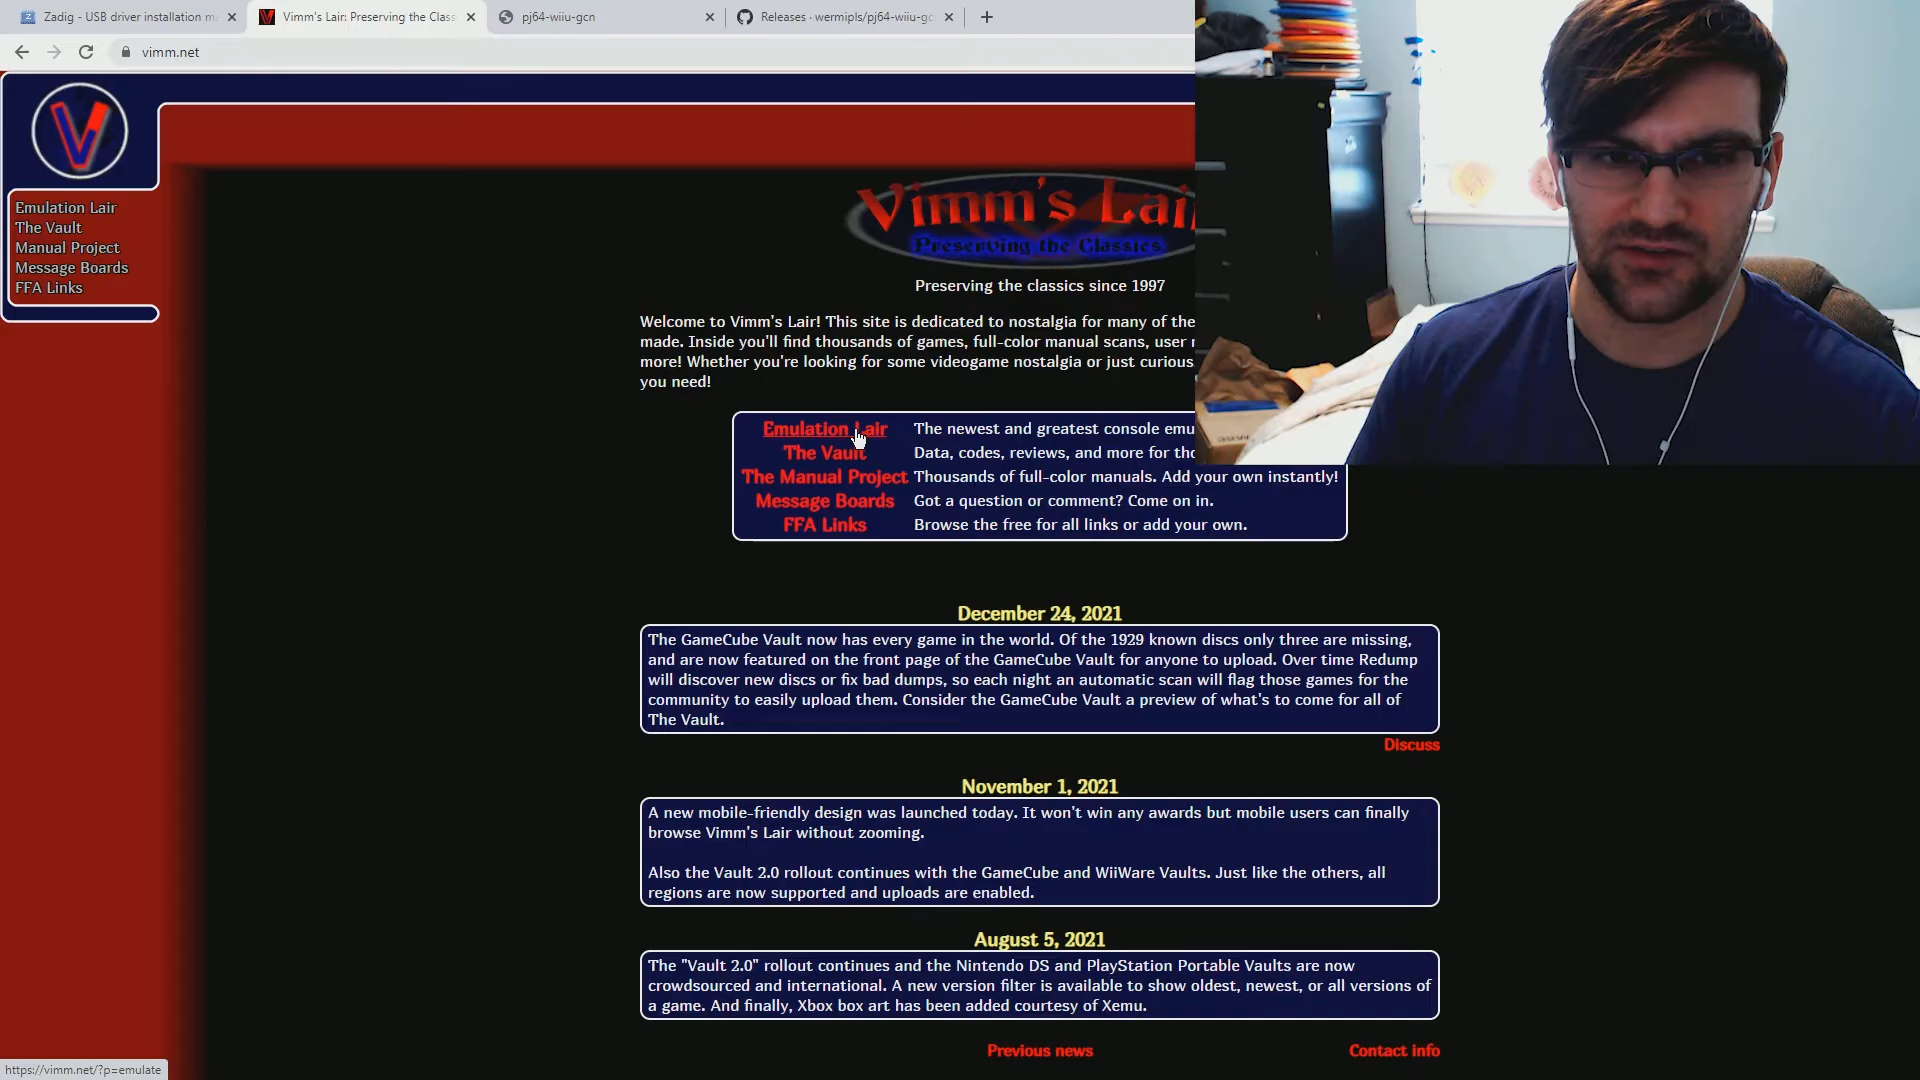 Zadig - USB driver installation m
Vimm's Lair: Preserving the Class
pj64-wiiu-gcn
Releases · wermipls/pj64-wiiu-gc
vimm.net
V
Emulation Lair
The Vault
Manual Project
Message Boards
FFA Links
Vimm's Lair
Preserving the Classics
Preserving the classics since 1997
Welcome to Vimm's Lair! This site is dedicated to nostalgia for many of the
made. Inside you'll find thousands of games, full-color manual scans, user
more! Whether you're looking for some videogame nostalgia or just curious
you need!
Emulation Lair The newest and greatest console emu
The Vault Data, codes, reviews, and more for
The Manual Project Thousands of full-color manuals. Add your own instantly!
Message Boards Got a question or comment? Come on in.
FFA Links Browse the free for all links or add your own.
December 24, 2021
The GameCube Vault now has every game in the world. Of the 1929 known discs only three are missing,
and are now featured on the front page of the GameCube Vault for anyone to upload. Over time Redump
will discover new discs or fix bad dumps, so each night an automatic scan will flag those games for the
community to easily upload them. Consider the GameCube Vault a preview of what's to come for all of
The Vault.
Discuss
November 1, 2021
A new mobile-friendly design was launched today. It won't win any awards but mobile users can finally
browse Vimm's Lair without zooming.
Also the Vault 2.0 rollout continues with the GameCube and WiiWare Vaults. Just like the others, all
regions are now supported and uploads are enabled.
August 5, 2021
The "Vault 2.0" rollout continues and the Nintendo DS and PlayStation Portable Vaults are now
crowdsourced and international. A new version filter is available to show oldest, newest, or all versions of
a game. And finally, Xbox box art has been added courtesy of Xemu.
Previous news
Contact info
https://vimm.net/?p=emulate